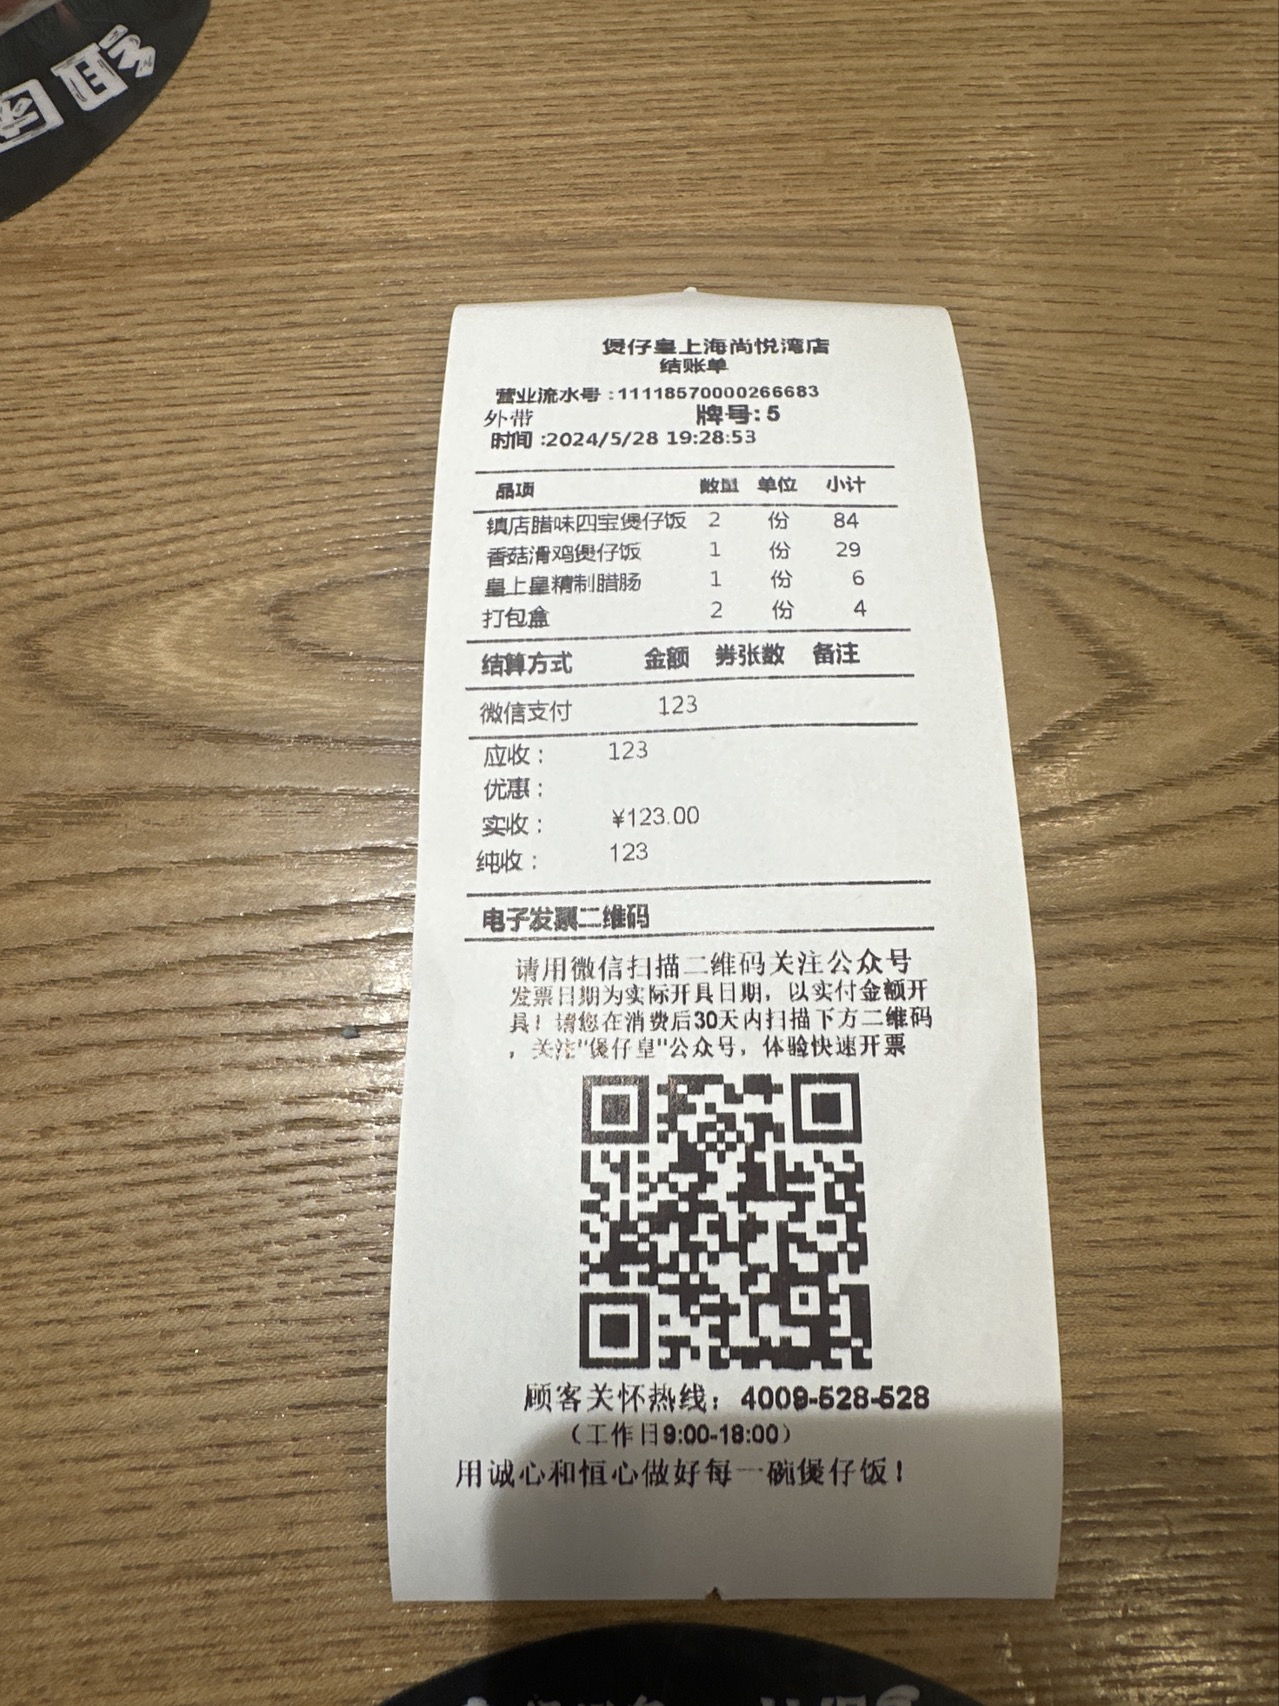 煲仔皇上海尚悦湾店
结账单
营业流水号:11118570000266683
外带 牌号: 5
时间:2024/5/28 19:28:53
品项 数量 单位 小计
镇店腊味四宝煲仔饭 2 份 84
香菇滑鸡煲仔饭 1 份 29
皇上皇精制腊肠 1 份 6
打包盒 2 份 4
结算方式 金额 券张数 备注
微信支付 123
应收: 123
优惠:
实收: ¥123.00
纯收: 123
电子发票二维码
请用微信扫描二维码关注公众号
发票日期为实际开具日期，以实付金额开
具！请您在消费后30天内扫描下方二维码
，关注"煲仔皇"公众号，体验快速开票
顾客关怀热线：4009-528-528
（工作日9:00-18:00）
用诚心和恒心做好每一碗煲仔饭！